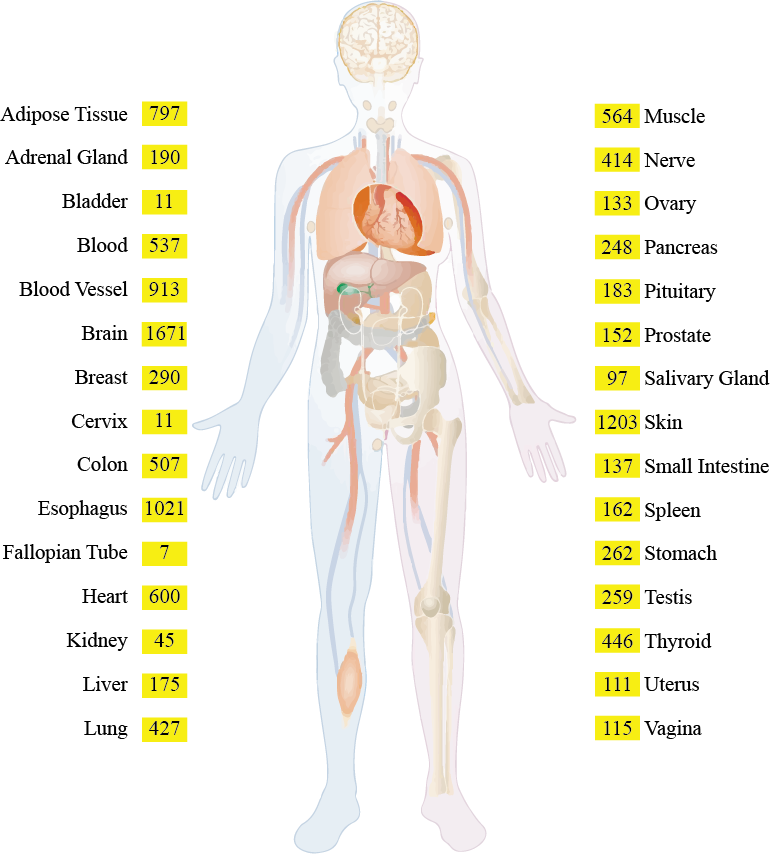 Adipose Tissue 797
Adrenal Gland 190
Bladder 11
Blood 537
Blood Vessel 913
Brain 1671
Breast 290
Cervix 11
Colon 507
Esophagus 1021
Fallopian Tube 7
Heart 600
Kidney 45
Liver 175
Lung 427
564 Muscle
414 Nerve
133 Ovary
248 Pancreas
183 Pituitary
152 Prostate
97 Salivary Gland
1203 Skin
137 Small Intestine
162 Spleen
262 Stomach
259 Testis
446 Thyroid
111 Uterus
115 Vagina